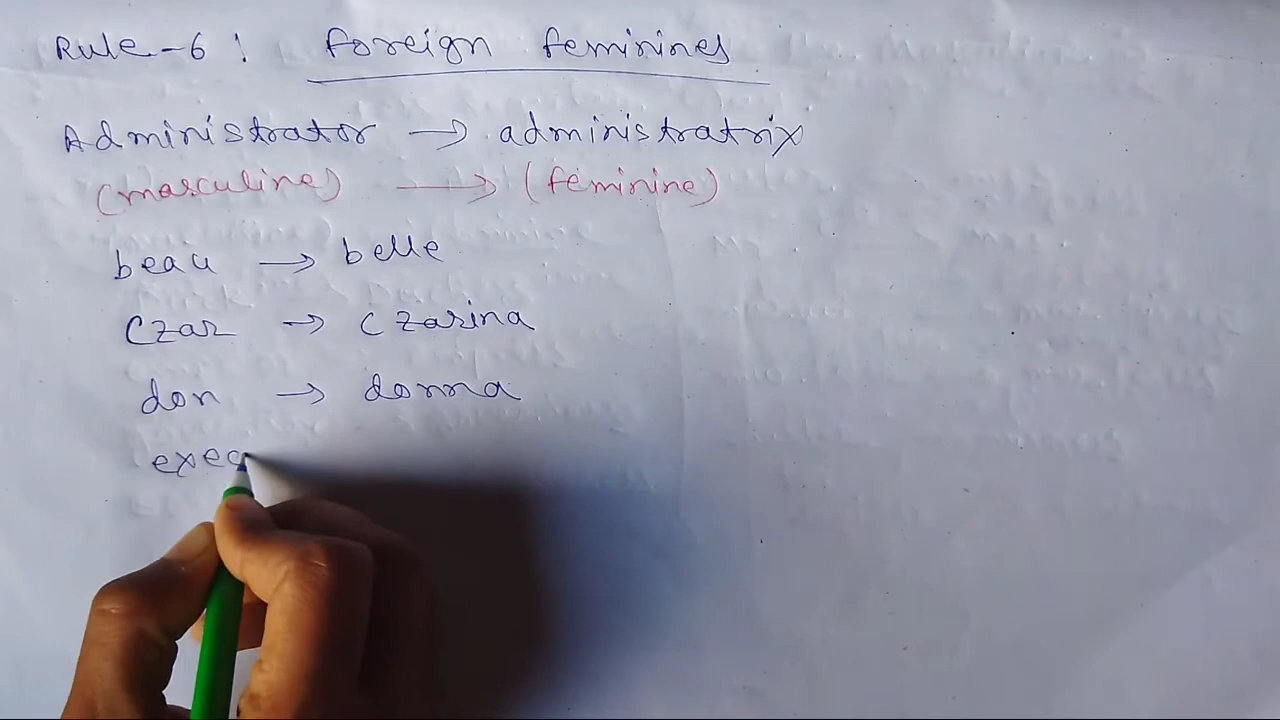 Rule-6: foreign feminines
Administrator → administratrix
(masculine) → (feminine)
beau → belle
czar → czarina
don → donna
exec